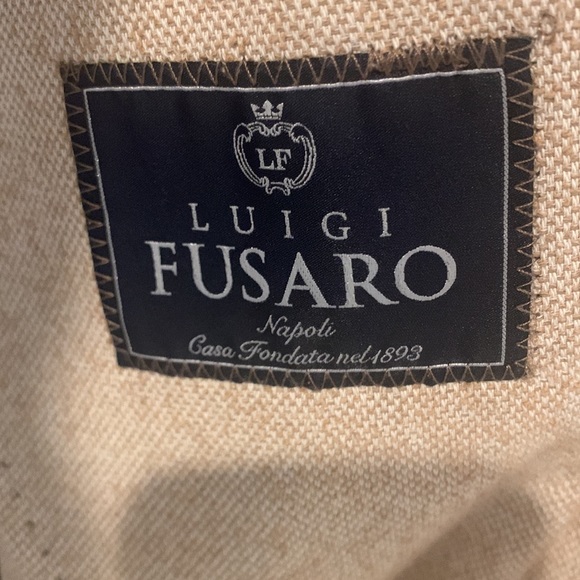 LF
LUIGI
FUSARO
Napoli
Casa Fondata nel 1893